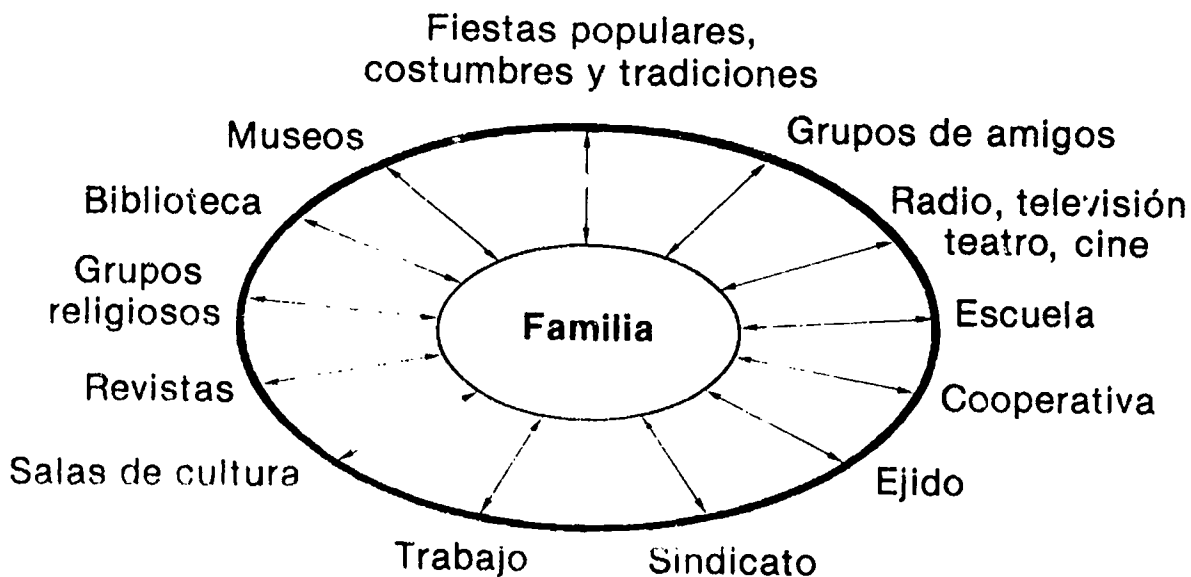 Fiestas populares,
costumbres y tradiciones
Museos
Grupos de amigos
Biblioteca
Radio, televisión
teatro, cine
Grupos
religiosos
Familia
Escuela
Revistas
Cooperativa
Salas de cultura
Ejido
Trabajo
Sindicato